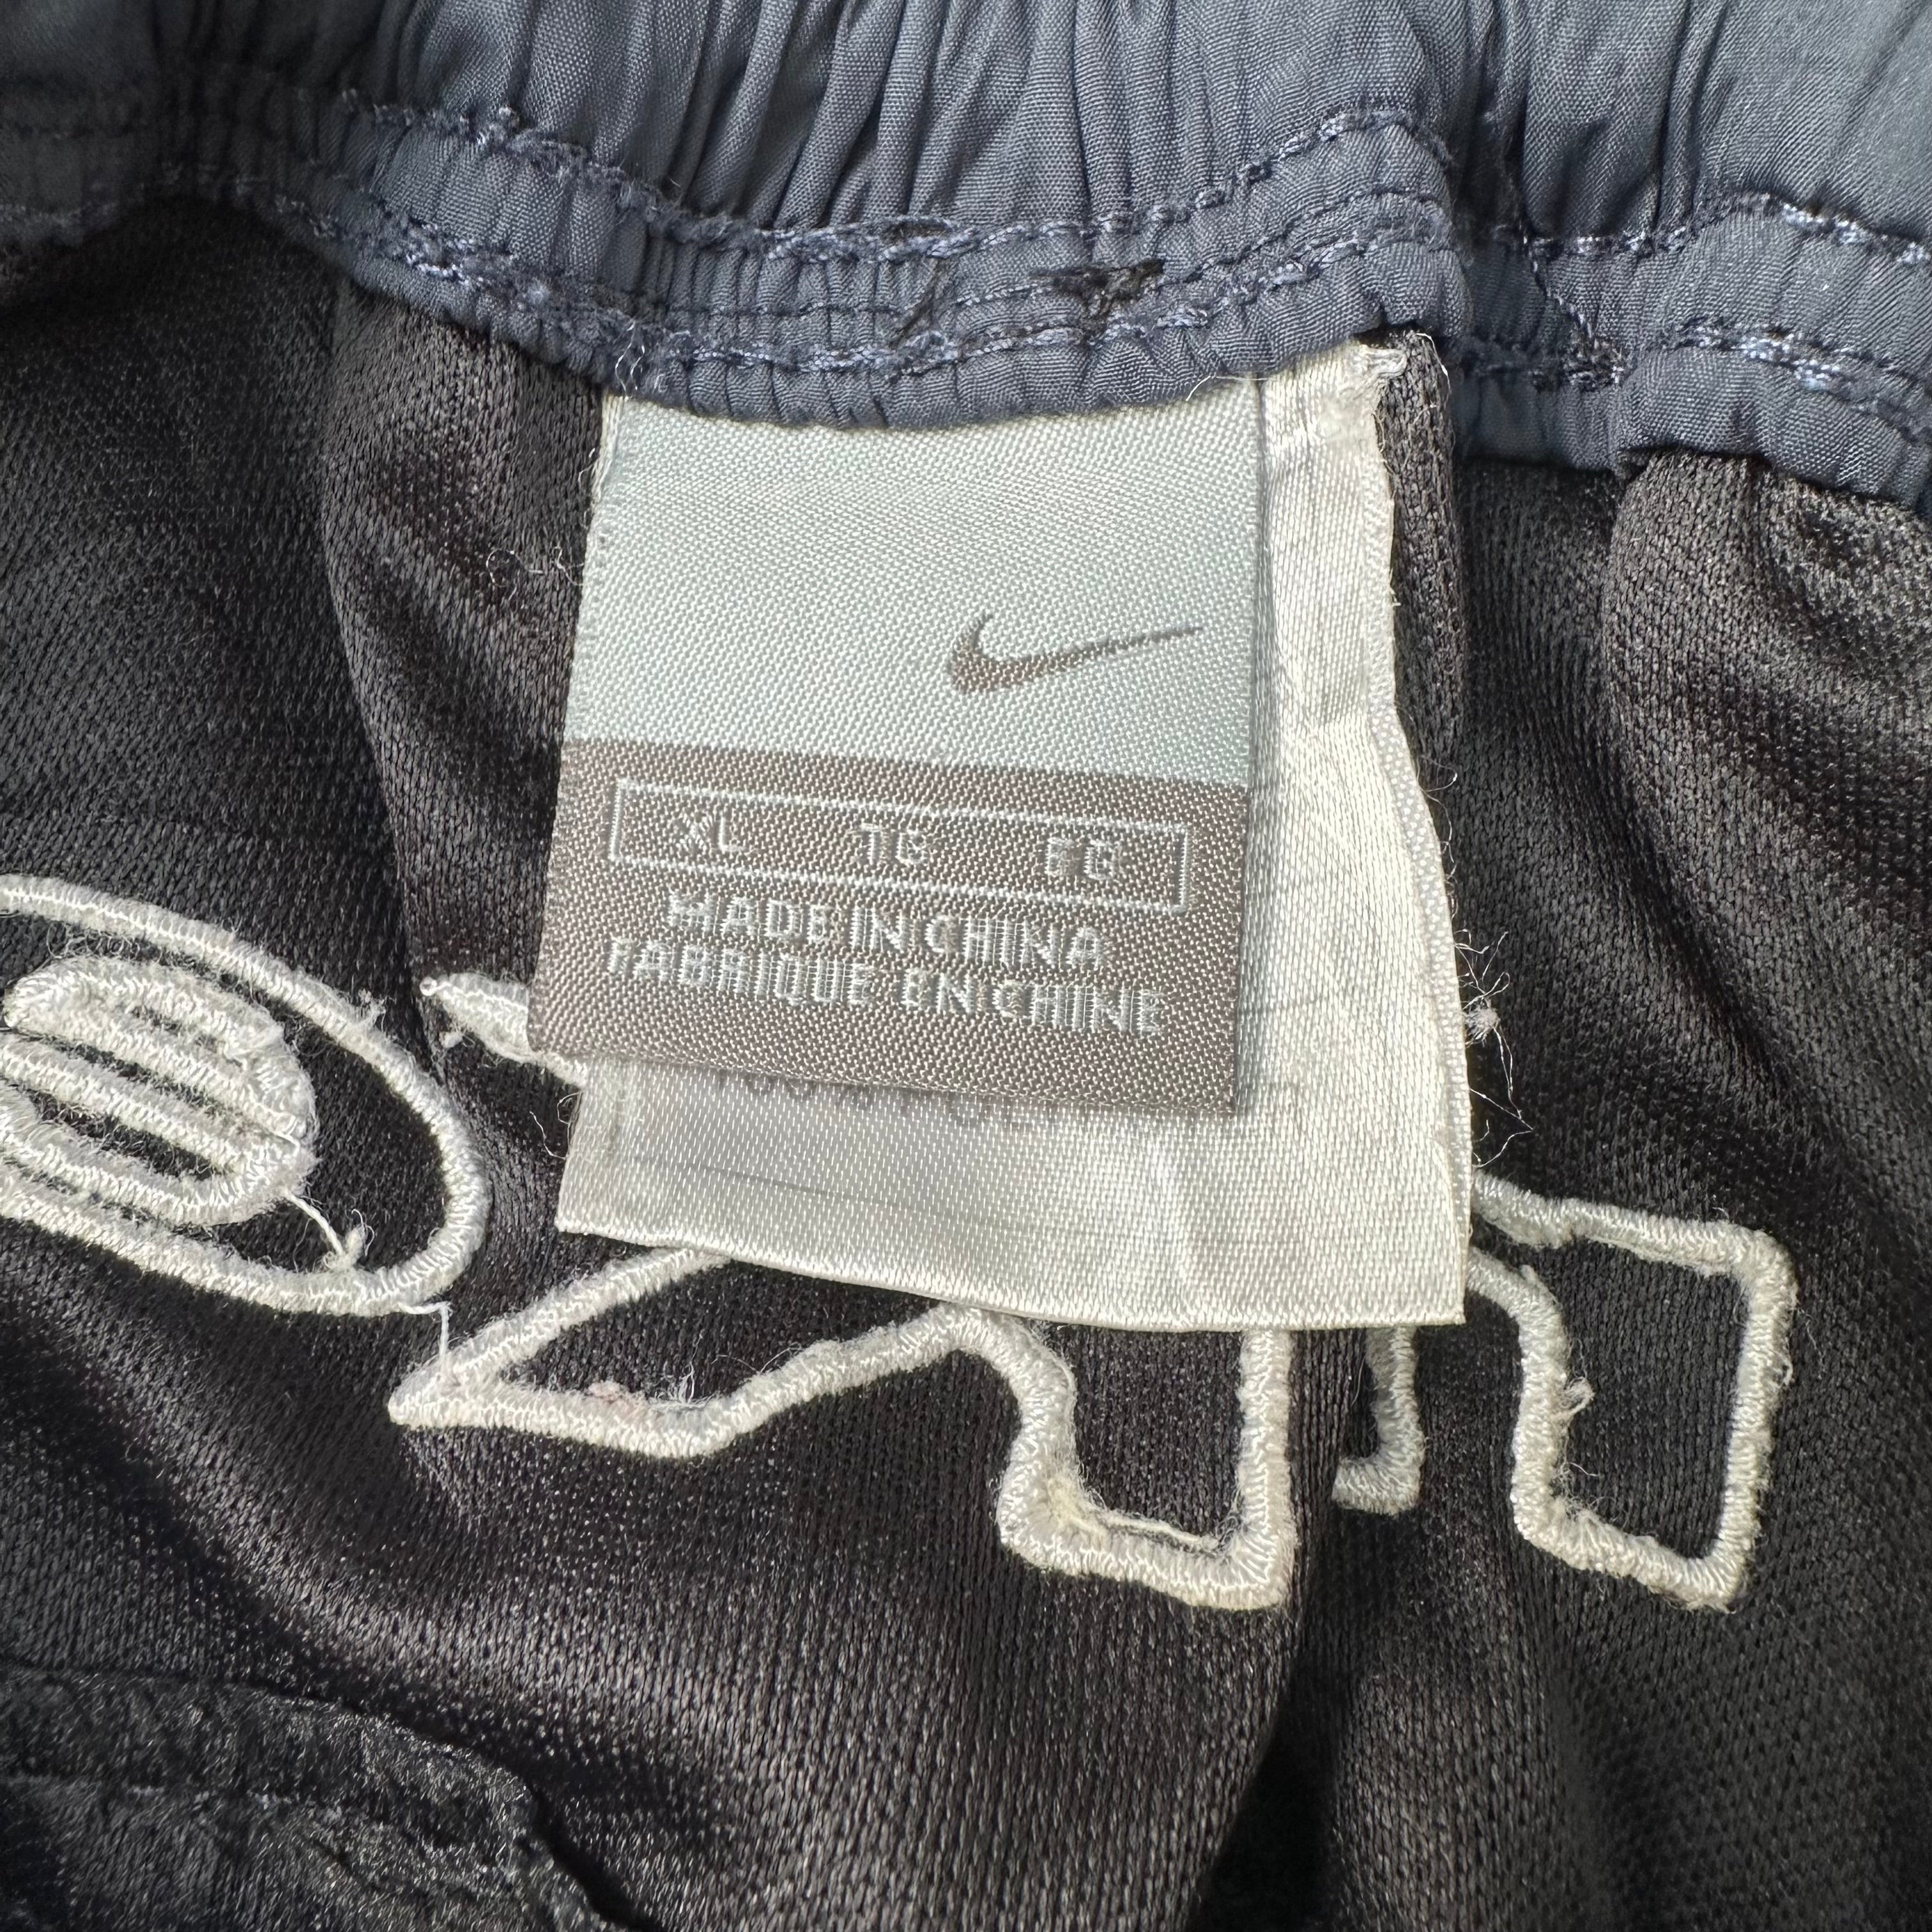 XL TG EG
MADE IN CHINA
FABRIQUE EN CHINE